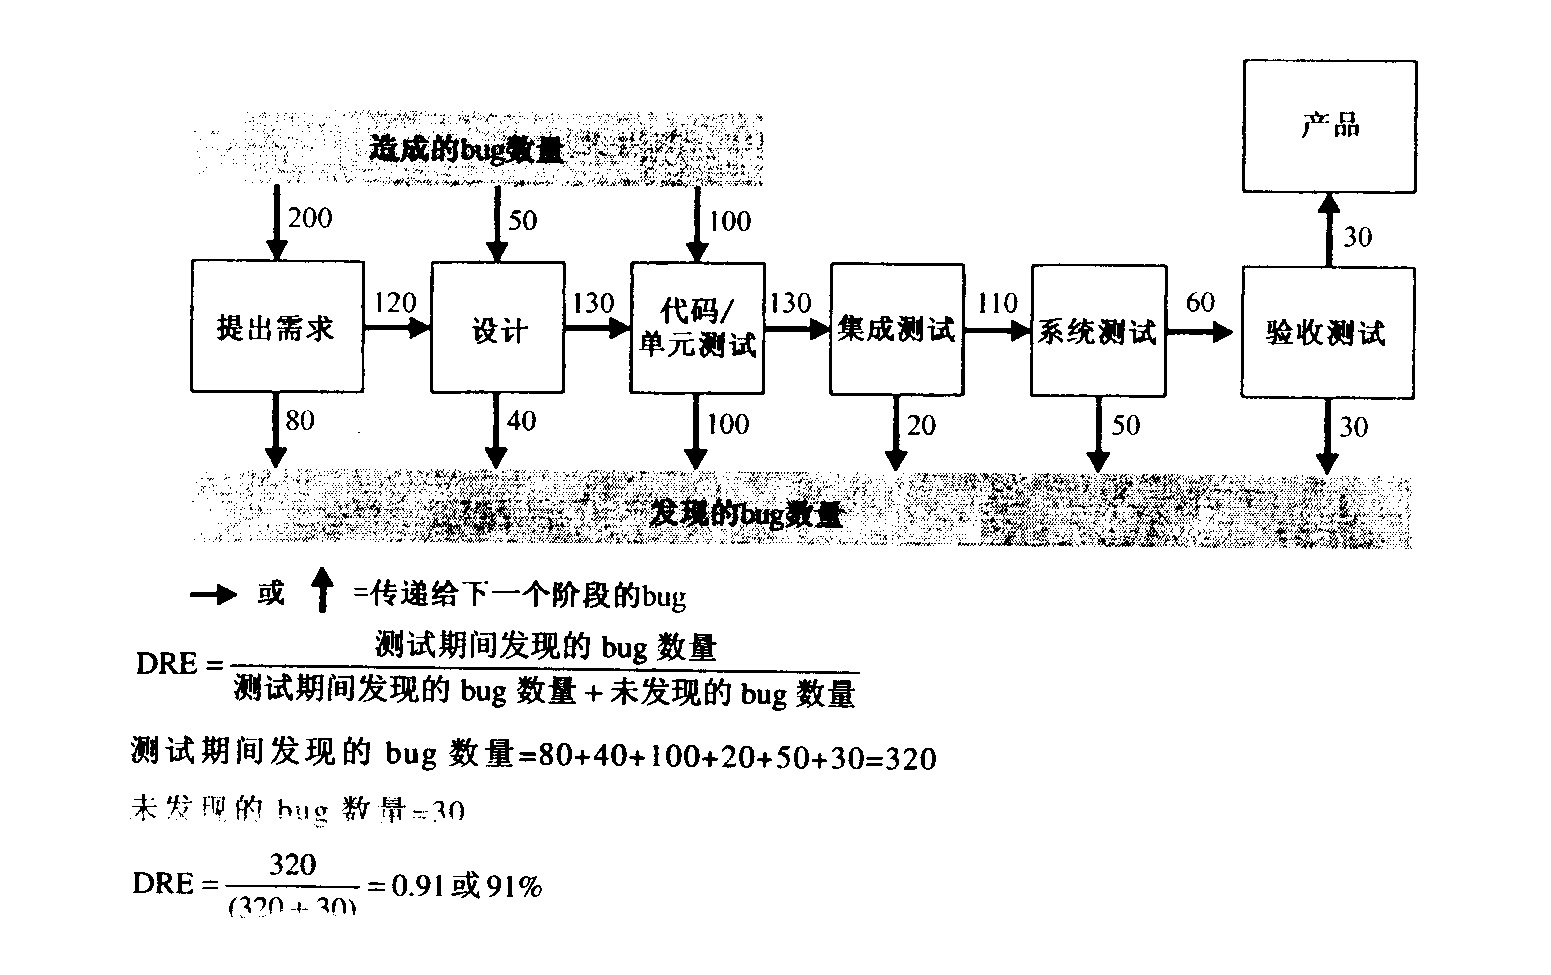 产品
造成的bug数量
200
50
100
30
提出需求
120
设计
130
代码/
单元测试
130
集成测试
110
系统测试
60
验收测试
80
40
100
20
50
30
发现的bug数量
→ 或 ↑ =传递给下一个阶段的bug
DRE = 测试期间发现的 bug 数量
测试期间发现的 bug 数量 + 未发现的 bug 数量
测试期间发现的 bug 数量=80+40+100+20+50+30=320
未发现的 bug 数量=30
DRE = 320 = 0.91 或 91%
(320 + 30)